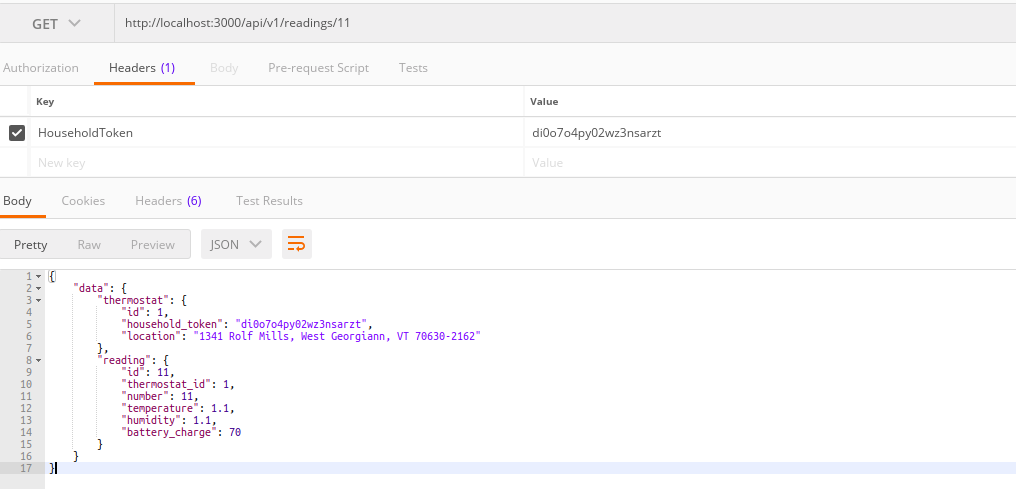 GET http://localhost:3000/api/v1/readings/11
Authorization Headers (1) Body Pre-request Script Tests
Key Value
HouseholdToken di0o7o4py02wz3nsarzt
New key Value
Body Cookies Headers (6) Test Results
Pretty Raw Preview JSON
1 {
2 "data": {
3 "thermostat": {
4 "id": 1,
5 "household_token": "di0o7o4py02wz3nsarzt",
6 "location": "1341 Rolf Mills, West Georgiann, VT 70630-2162"
7 },
8 "reading": {
9 "id": 11,
10 "thermostat_id": 1,
11 "number": 11,
12 "temperature": 1.1,
13 "humidity": 1.1,
14 "battery_charge": 70
15 }
16 }
17 }